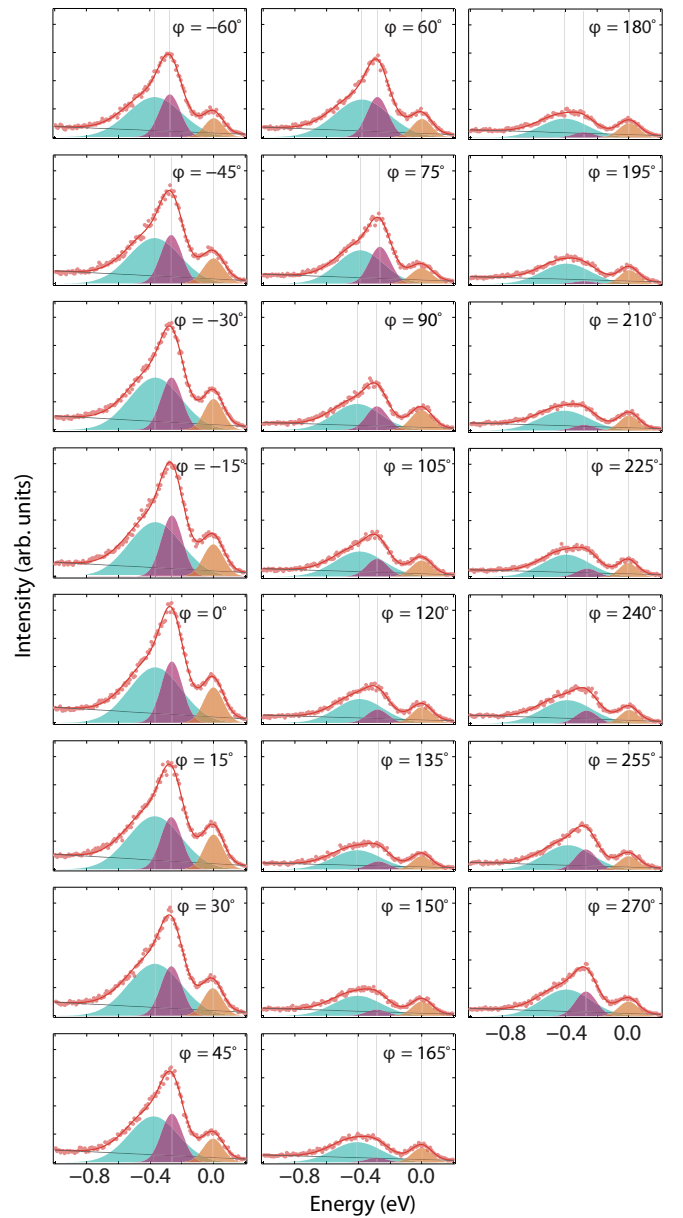 φ = −60°
φ = 60°
φ = 180°
φ = −45°
φ = 75°
φ = 195°
φ = −30°
φ = 90°
φ = 210°
φ = −15°
φ = 105°
φ = 225°
φ = 0°
φ = 120°
φ = 240°
φ = 15°
φ = 135°
φ = 255°
φ = 30°
φ = 150°
φ = 270°
−0.8 −0.4 0.0
φ = 45°
φ = 165°
−0.8 −0.4 0.0
−0.8 −0.4 0.0
Energy (eV)
Intensity (arb. units)